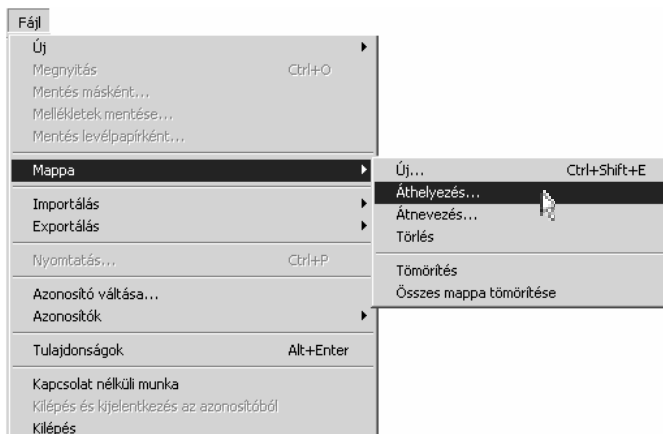 Fájl
Új
Megnyitás Ctrl+O
Mentés másként...
Mellékletek mentése...
Mentés levélpapírként...
Mappa
Importálás
Exportálás
Nyomtatás... Ctrl+P
Azonosító váltása...
Azonosítók
Tulajdonságok Alt+Enter
Kapcsolat nélküli munka
Kilépés és kijelentkezés az azonosítóból
Kilépés
Új... Ctrl+Shift+E
Áthelyezés...
Átnevezés...
Törlés
Tömörítés
Összes mappa tömörítése